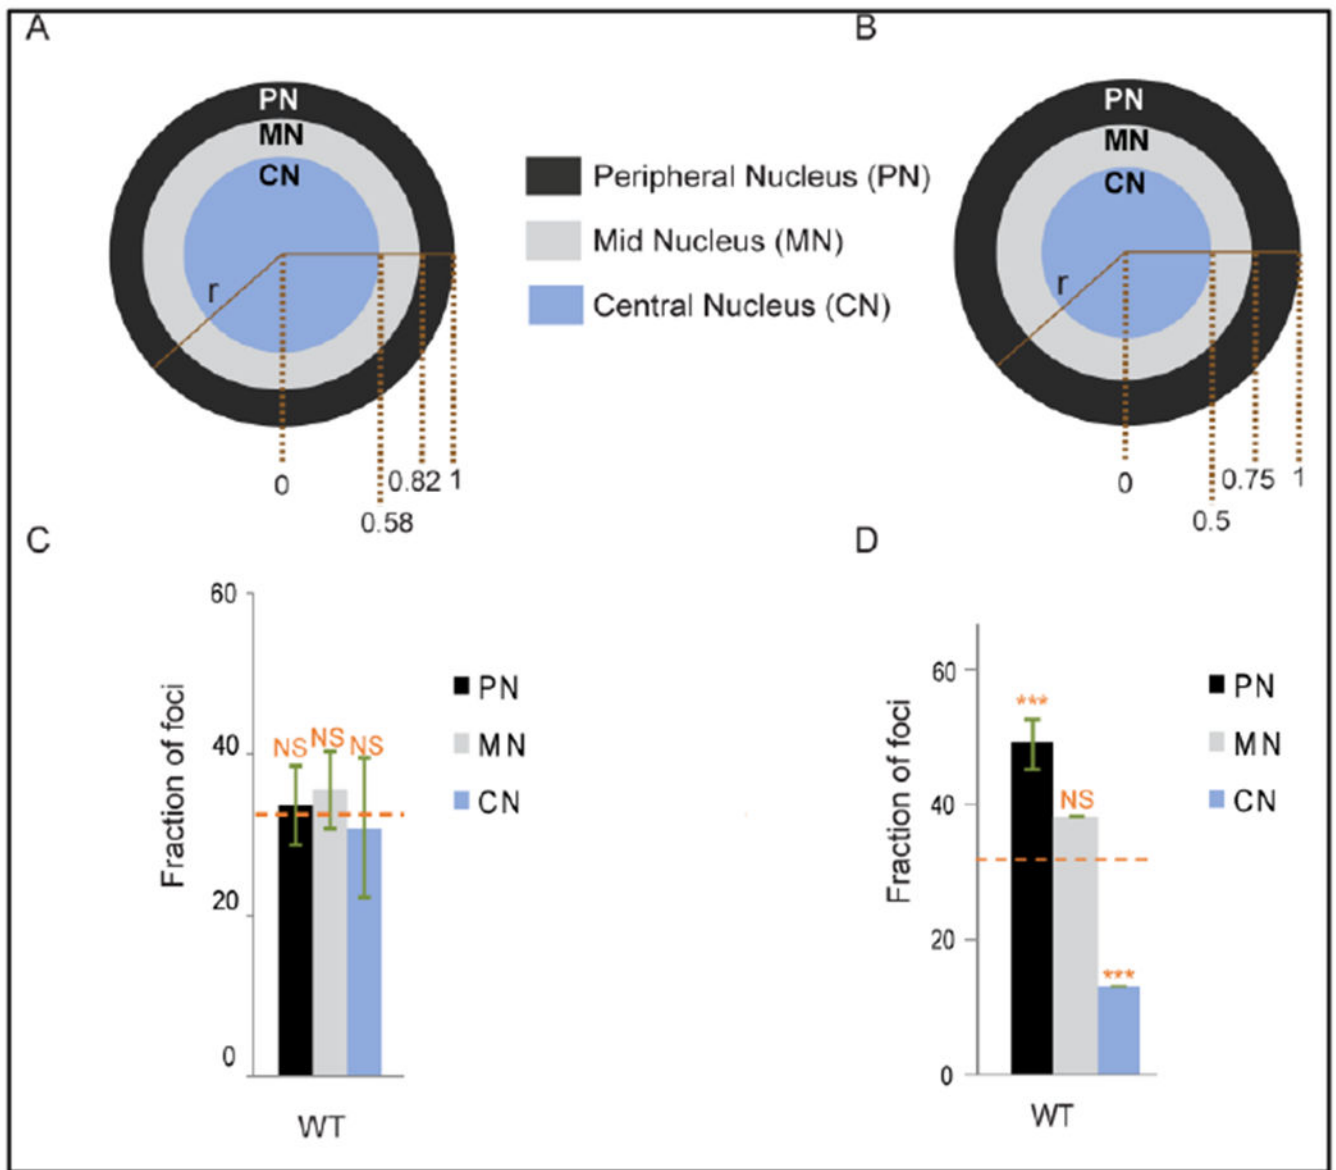 A
PN
MN
CN
r
0
0.58
0.82
1
Peripheral Nucleus (PN)
Mid Nucleus (MN)
Central Nucleus (CN)
B
PN
MN
CN
r
0
0.5
0.75
1
C
Fraction of foci
60
40
20
0
NS
NS
NS
WT
PN
MN
CN
D
Fraction of foci
60
40
20
0
***
NS
***
WT
PN
MN
CN